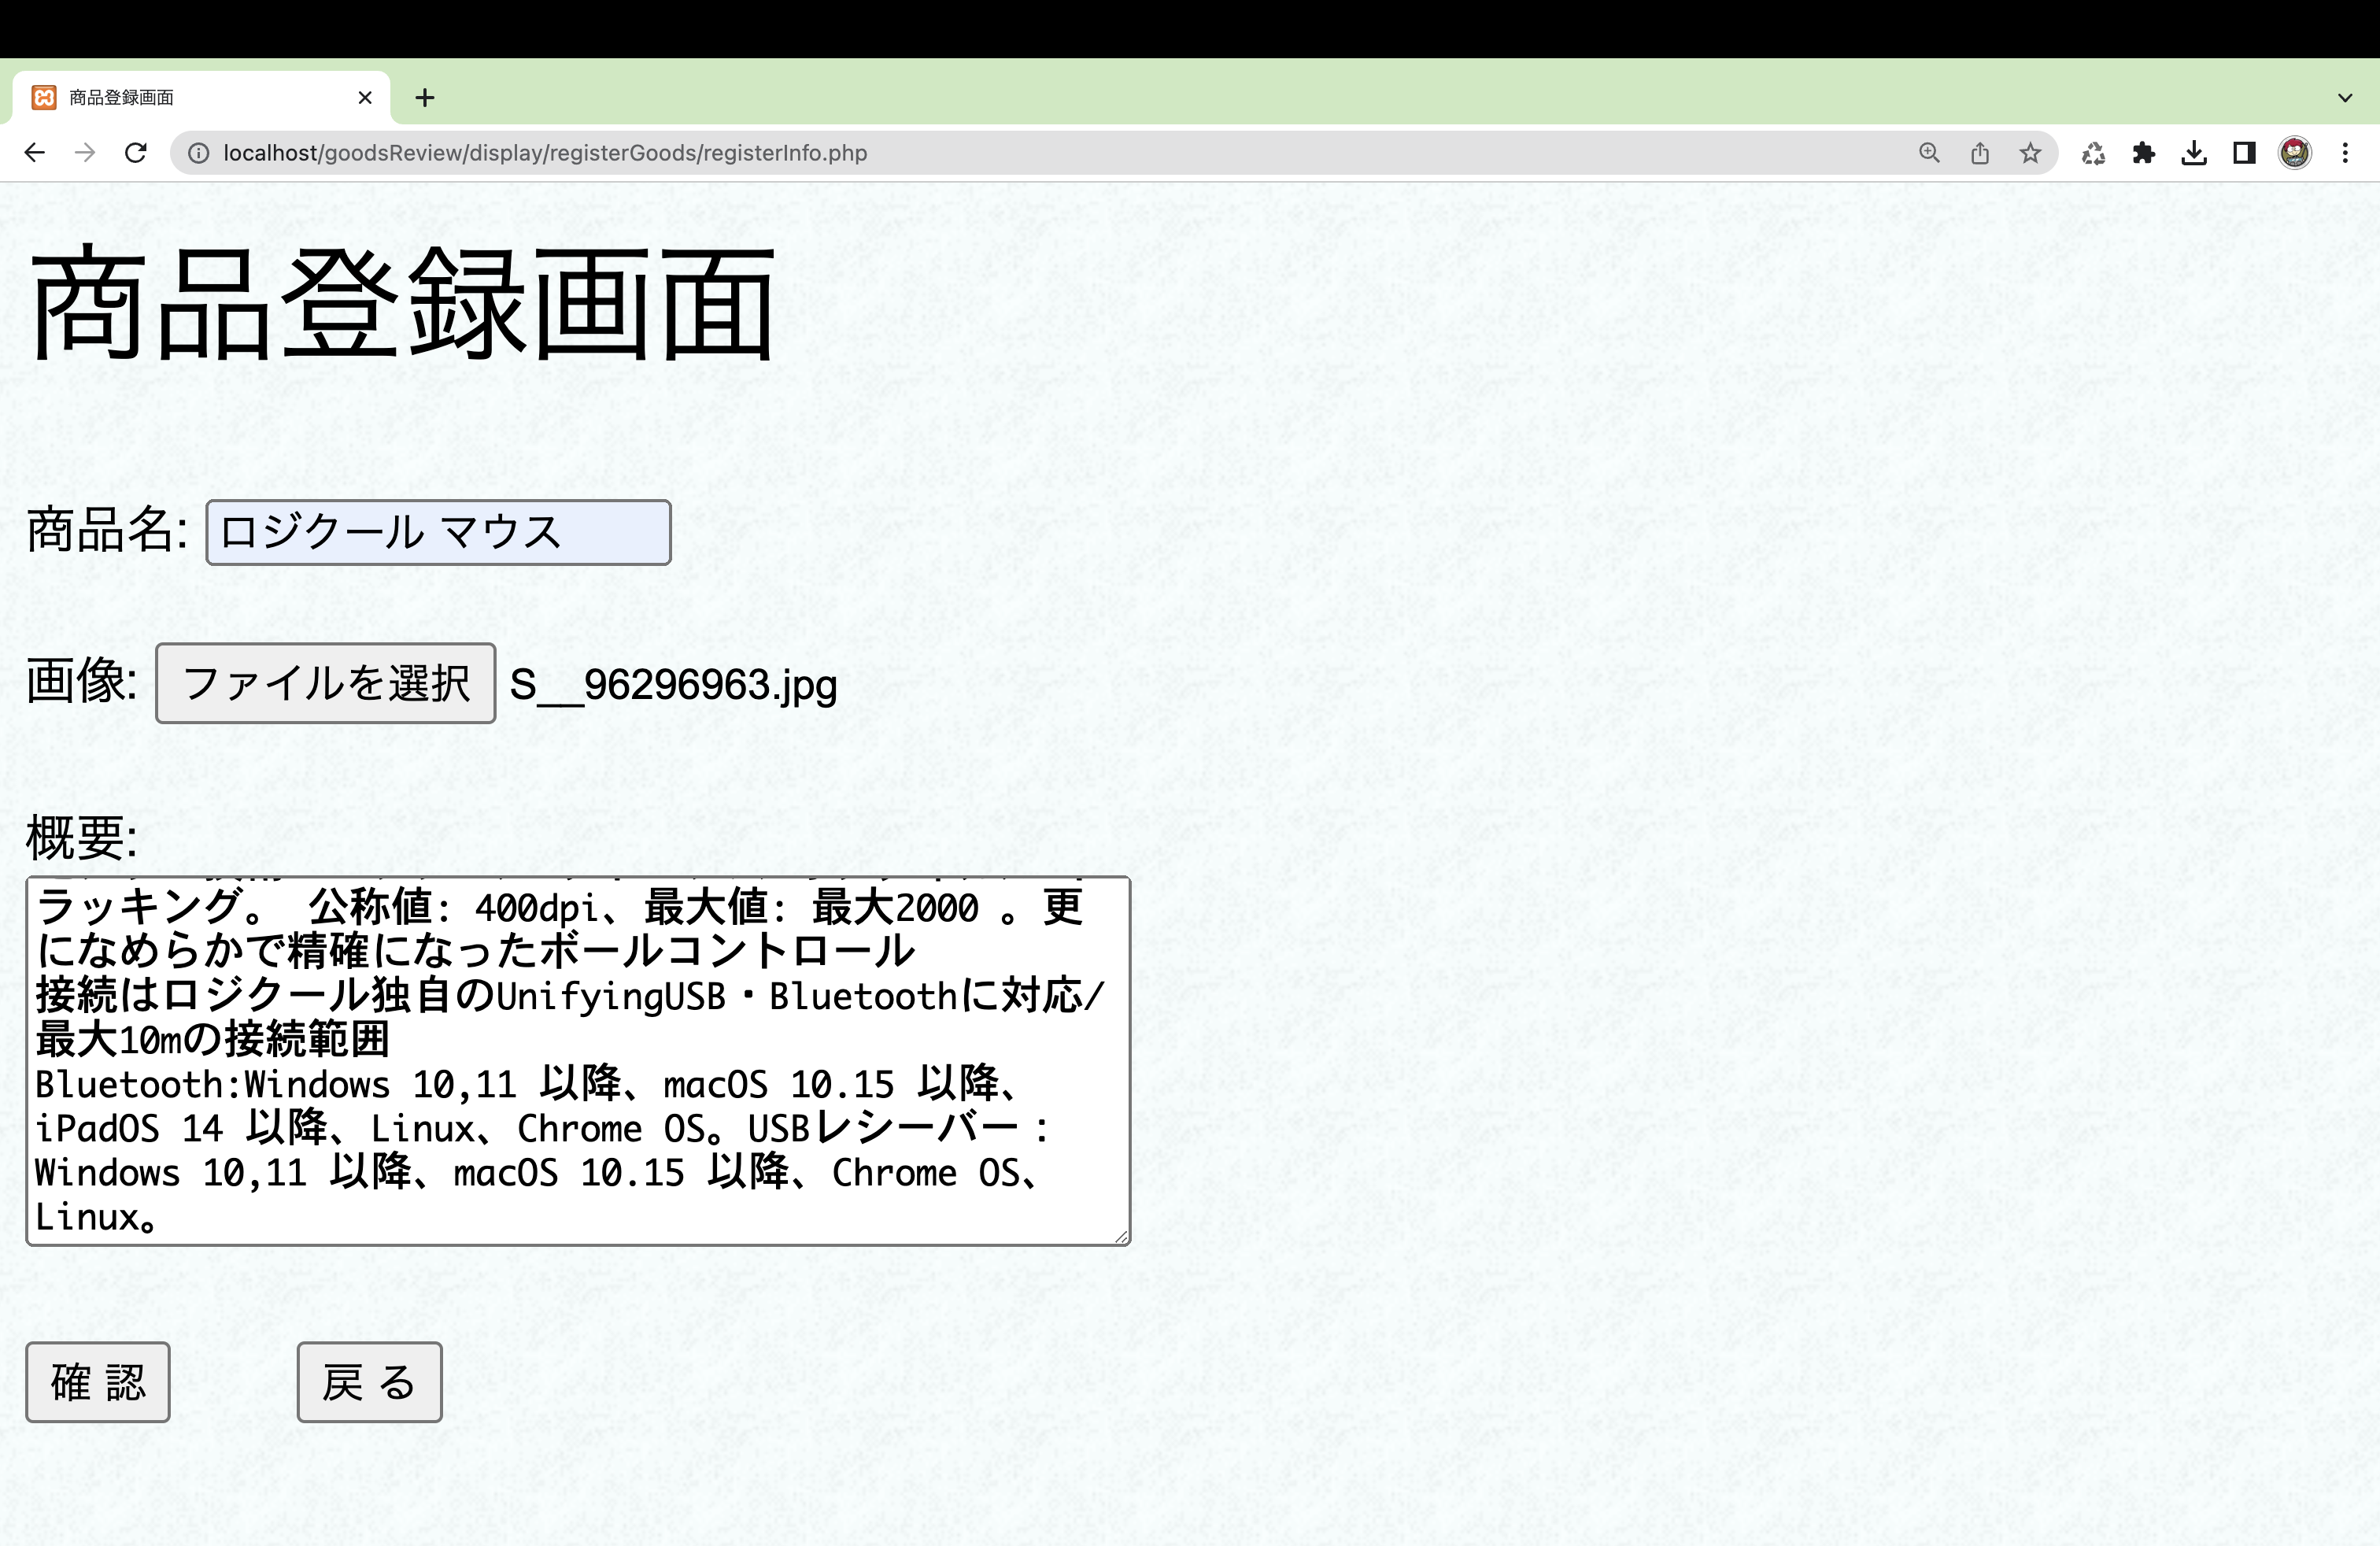 商品登録画面
localhost/goodsReview/display/registerGoods/registerInfo.php
商品登録画面
商品名: ロジクール マウス
画像: ファイルを選択 S__96296963.jpg
概要:
ラッキング。 公称値: 400dpi、最大値: 最大2000 。更
になめらかで精確になったボールコントロール
接続はロジクール独自のUnifyingUSB・Bluetoothに対応/
最大10mの接続範囲
Bluetooth:Windows 10,11 以降、macOS 10.15 以降、
iPadOS 14 以降、Linux、Chrome OS。USBレシーバー：
Windows 10,11 以降、macOS 10.15 以降、Chrome OS、
Linux。
確 認 戻 る